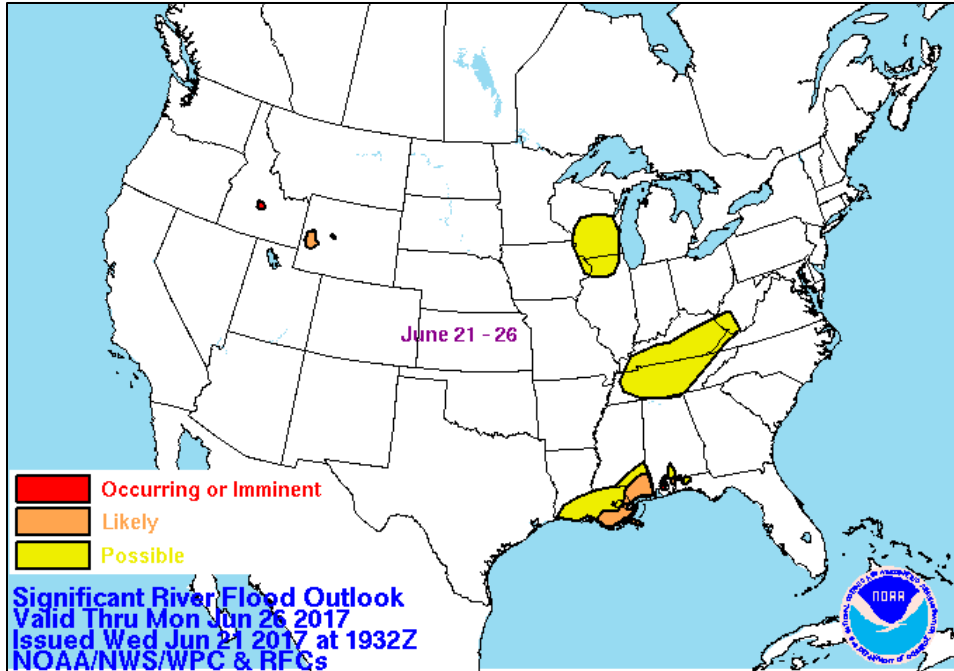 June 21 - 26
Occurring or Imminent
Likely
Possible
Significant River Flood Outlook
Valid Thru Mon Jun 26 2017
Issued Wed Jun 21 2017 at 1932Z
NOAA/NWS/WPC & RFCs
NOAA